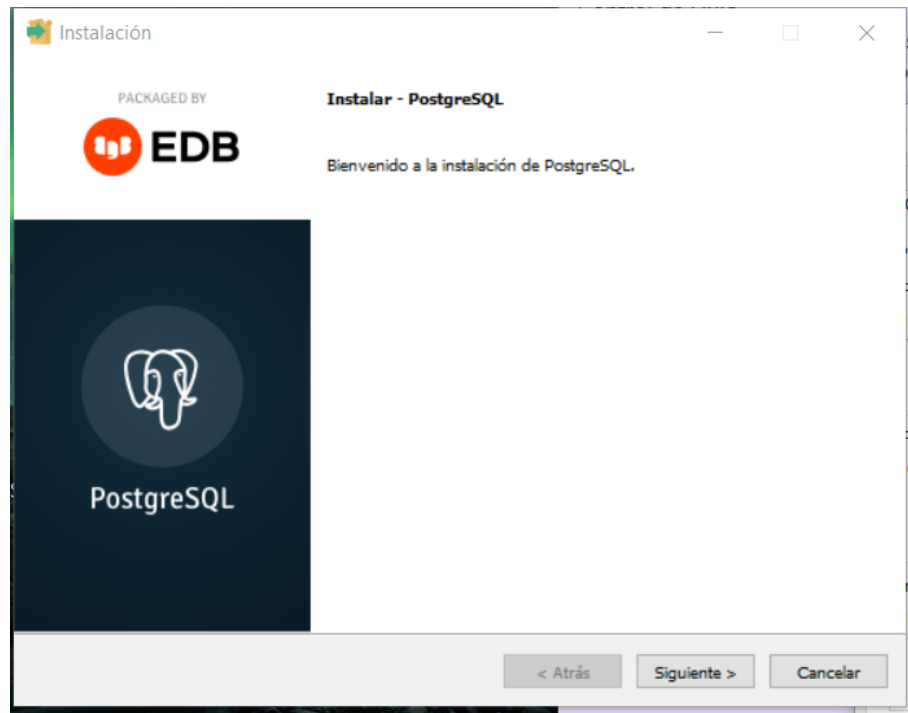 Instalación
PACKAGED BY
EDB
Instalar - PostgreSQL
Bienvenido a la instalación de PostgreSQL.
PostgreSQL
< Atrás
Siguiente >
Cancelar